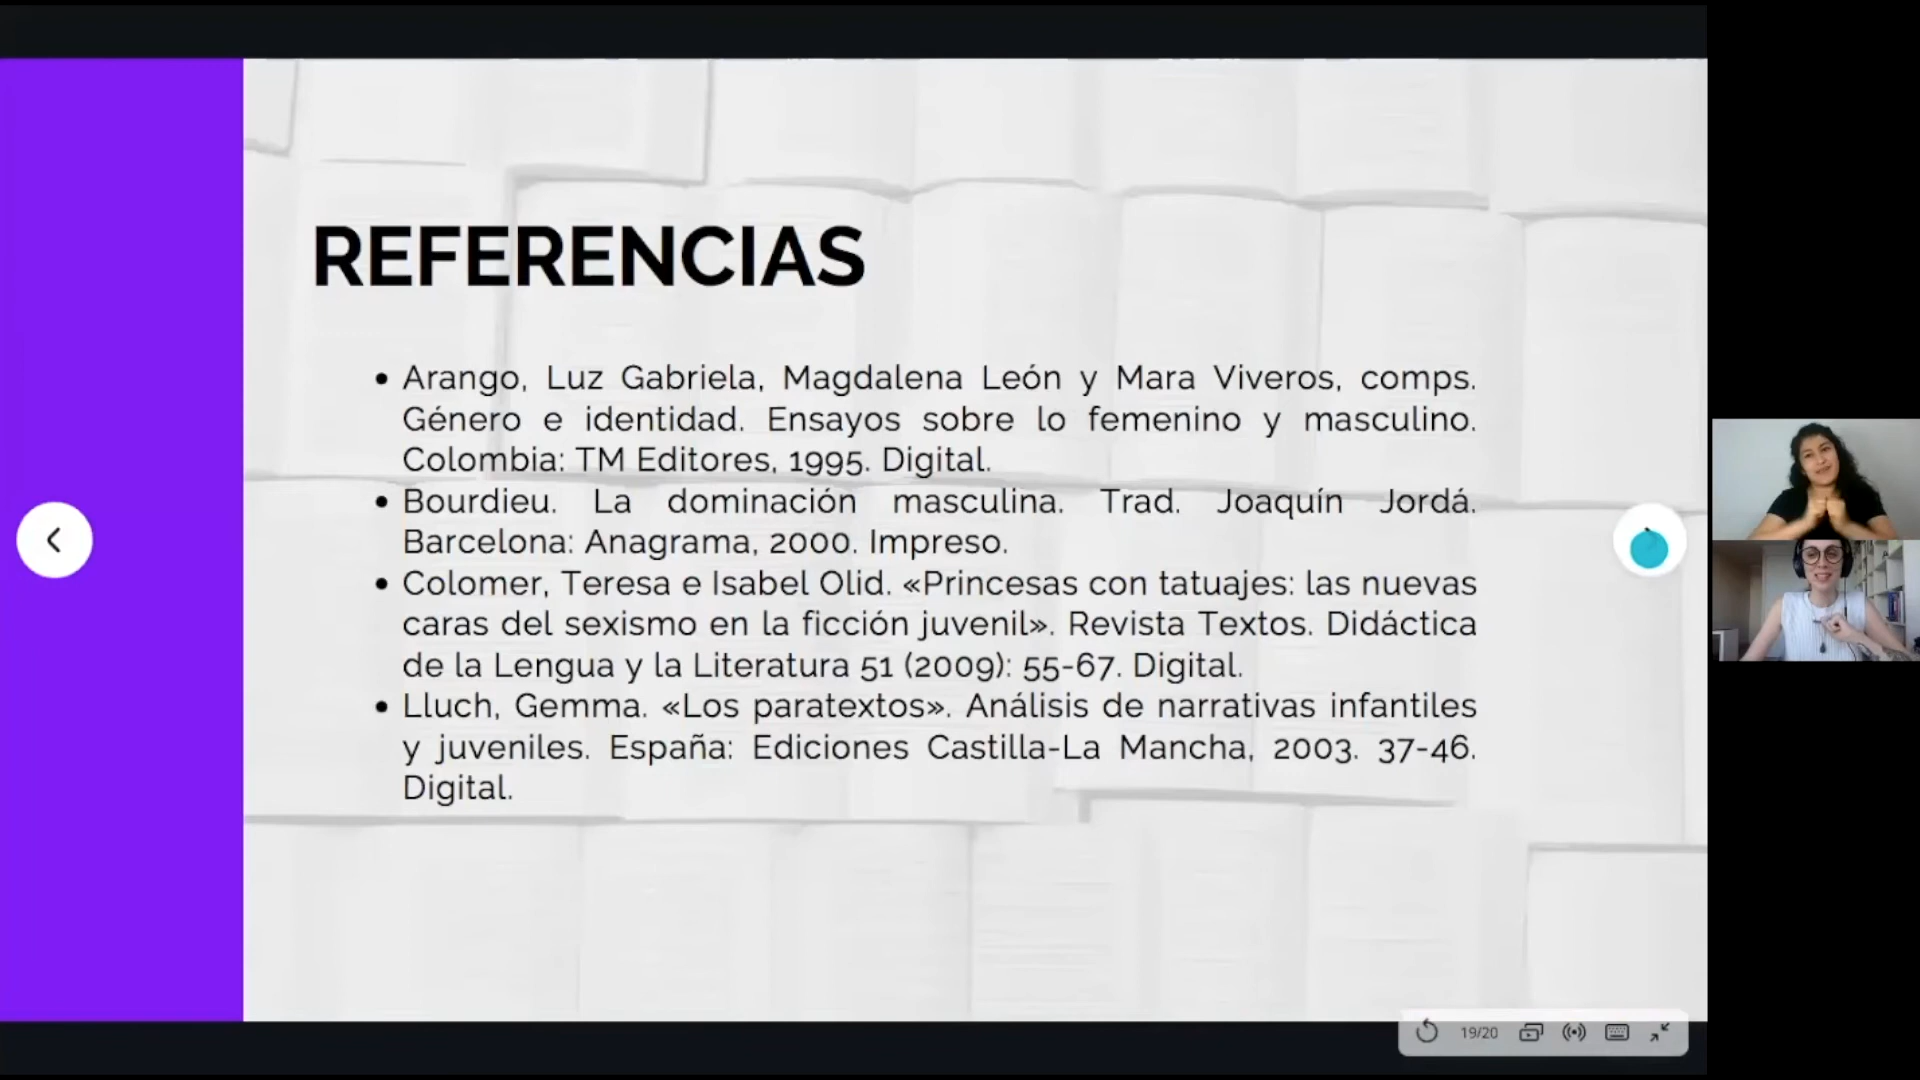 REFERENCIAS
• Arango, Luz Gabriela, Magdalena León y Mara Viveros, comps.
Género e identidad. Ensayos sobre lo femenino y masculino.
Colombia: TM Editores, 1995. Digital.
• Bourdieu. La dominación masculina. Trad. Joaquín Jordá.
Barcelona: Anagrama, 2000. Impreso.
• Colomer, Teresa e Isabel Olid. «Princesas con tatuajes: las nuevas
caras del sexismo en la ficción juvenil». Revista Textos. Didáctica
de la Lengua y la Literatura 51 (2009): 55-67. Digital.
• Lluch, Gemma. «Los paratextos». Análisis de narrativas infantiles
y juveniles. España: Ediciones Castilla-La Mancha, 2003. 37-46.
Digital.
19/20